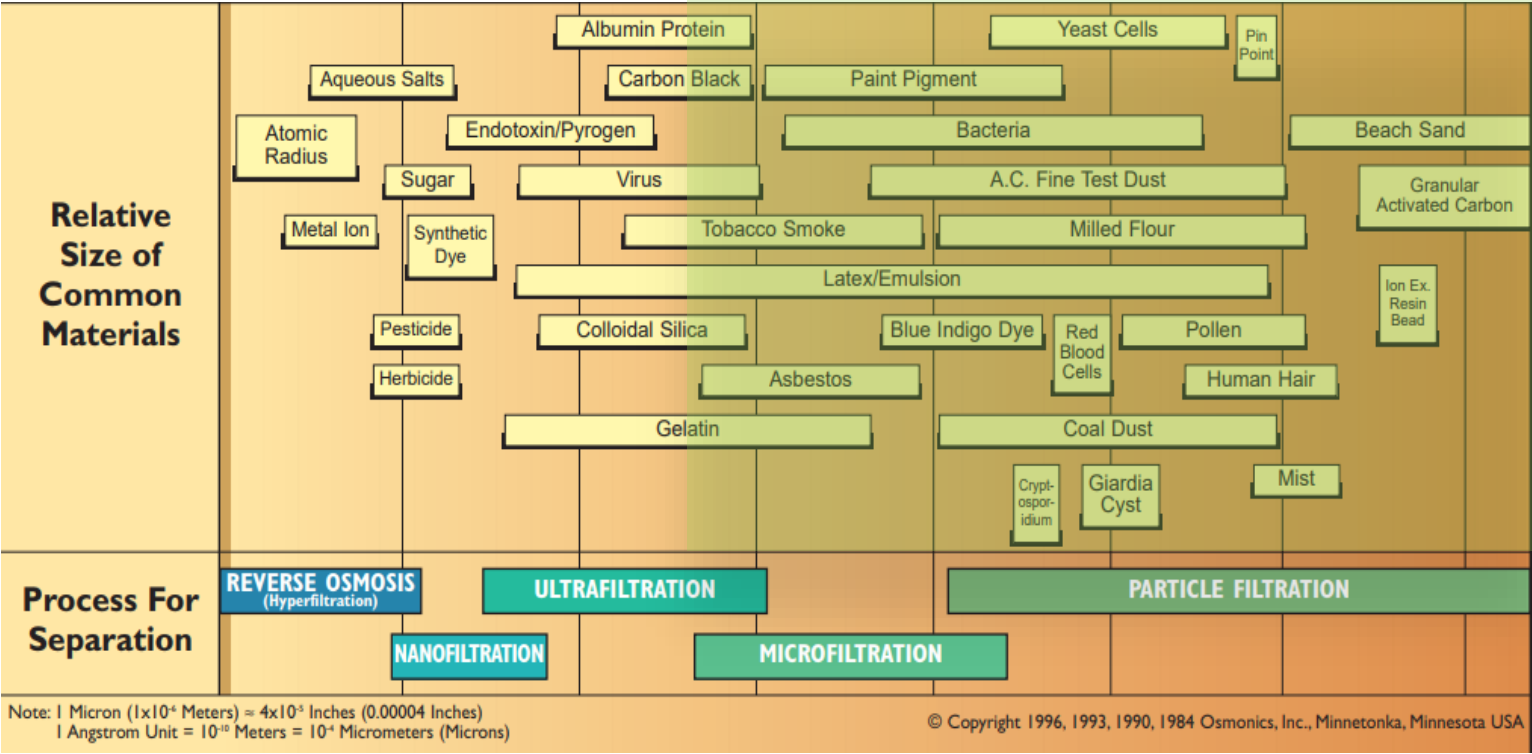 Albumin Protein
Yeast Cells
Pin
Point
Aqueous Salts
Carbon Black
Paint Pigment
Atomic
Radius
Endotoxin/Pyrogen
Bacteria
Beach Sand
Sugar
Virus
A.C. Fine Test Dust
Granular
Activated Carbon
Relative
Size of
Common
Materials
Metal Ion
Synthetic
Dye
Tobacco Smoke
Milled Flour
Latex/Emulsion
Ion Ex.
Resin
Bead
Pesticide
Colloidal Silica
Blue Indigo Dye
Red
Blood
Cells
Pollen
Herbicide
Asbestos
Human Hair
Gelatin
Coal Dust
Crypt-
ospor-
idium
Giardia
Cyst
Mist
Process For
Separation
REVERSE OSMOSIS
(Hyperfiltration)
ULTRAFILTRATION
PARTICLE FILTRATION
NANOFILTRATION
MICROFILTRATION
Note: 1 Micron (1x10⁻⁶ Meters) ≈ 4x10⁻⁵ Inches (0.00004 Inches)
1 Angstrom Unit = 10⁻¹⁰ Meters = 10⁻⁴ Micrometers (Microns)
© Copyright 1996, 1993, 1990, 1984 Osmonics, Inc., Minnetonka, Minnesota USA